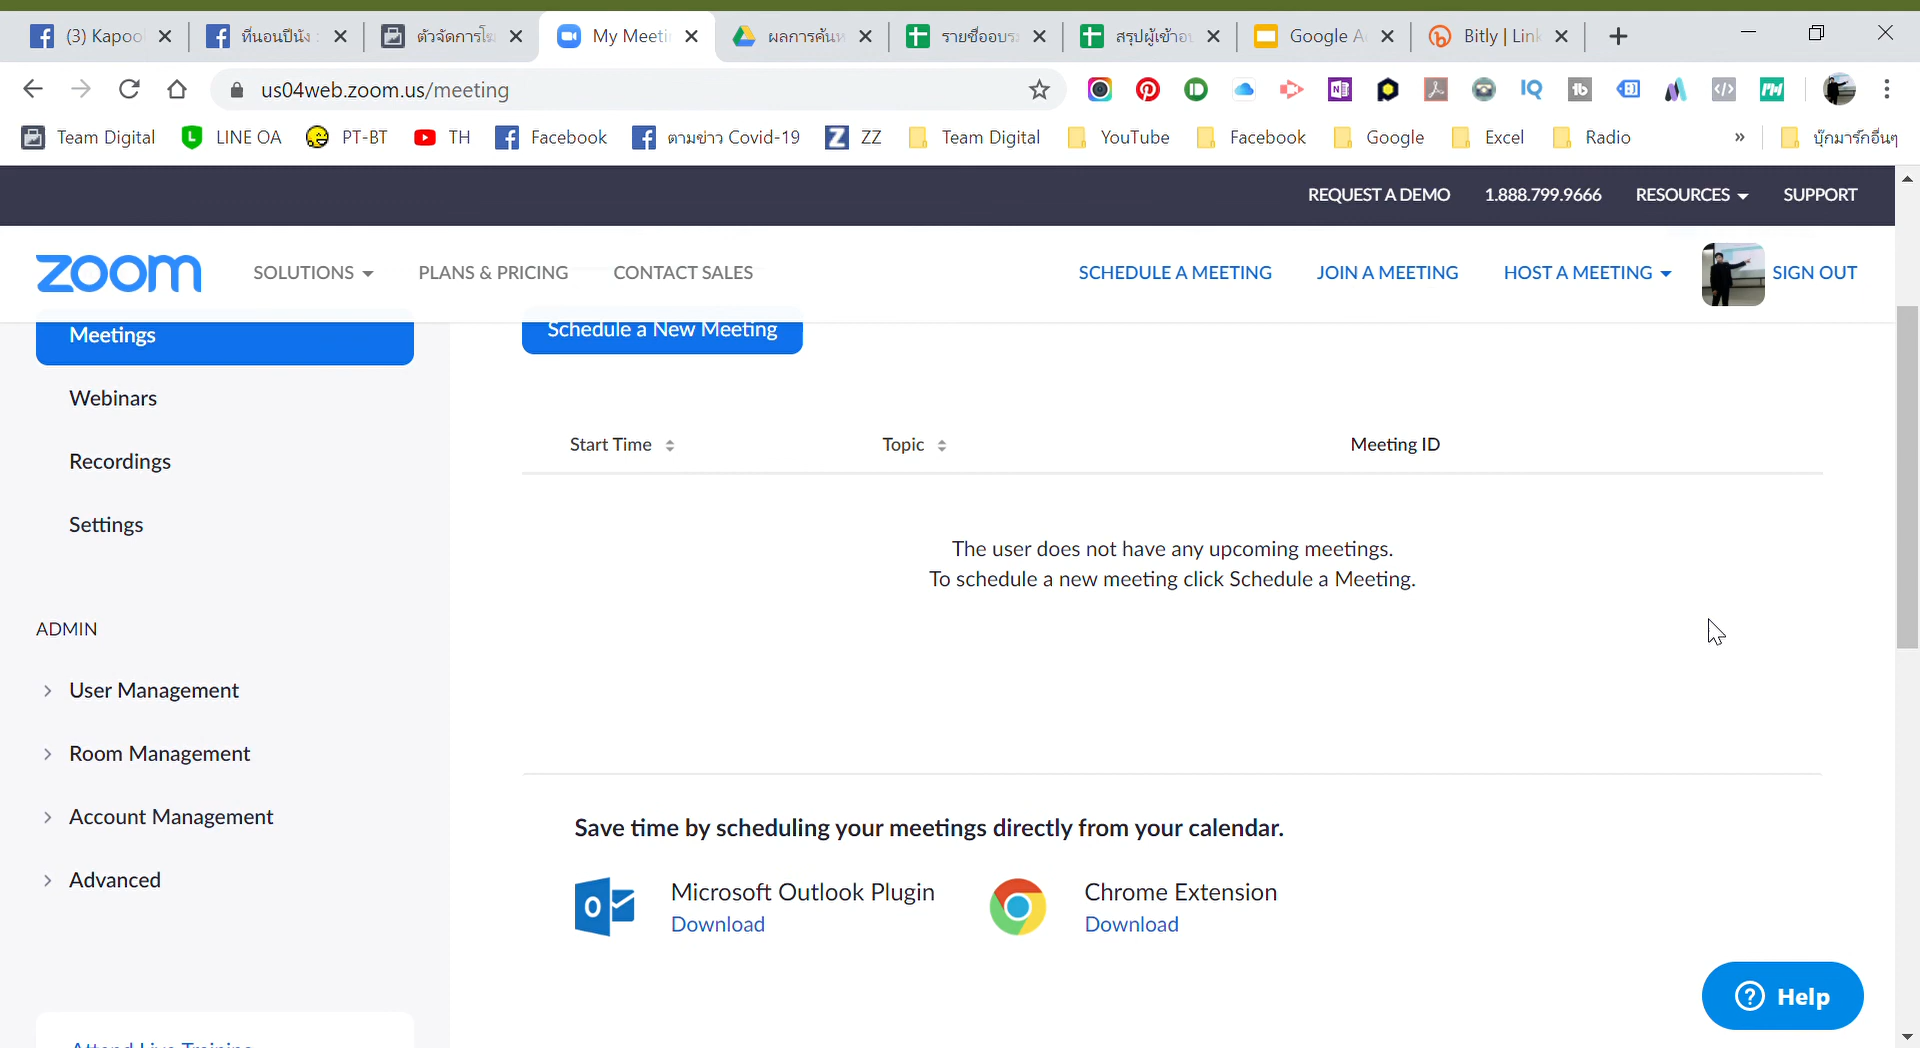 (3) Kapoo
ที่นอนปีนัง
ตัวจัดการโฆ
My Meeti
ผลการค้นห
รายชื่ออบร
สรุปผู้เข้าอบ
Google A
Bitly | Link
us04web.zoom.us/meeting
Team Digital
LINE OA
PT-BT
TH
Facebook
ตามข่าว Covid-19
ZZ
Team Digital
YouTube
Facebook
Google
Excel
Radio
»
บุ๊กมาร์กอื่นๆ
REQUEST A DEMO
1.888.799.9666
RESOURCES
SUPPORT
zoom
SOLUTIONS
PLANS & PRICING
CONTACT SALES
SCHEDULE A MEETING
JOIN A MEETING
HOST A MEETING
SIGN OUT
Meetings
Webinars
Recordings
Settings
ADMIN
User Management
Room Management
Account Management
Advanced
Attend Live Training
Schedule a New Meeting
Start Time
Topic
Meeting ID
The user does not have any upcoming meetings.
To schedule a new meeting click Schedule a Meeting.
Save time by scheduling your meetings directly from your calendar.
Microsoft Outlook Plugin
Download
Chrome Extension
Download
Help